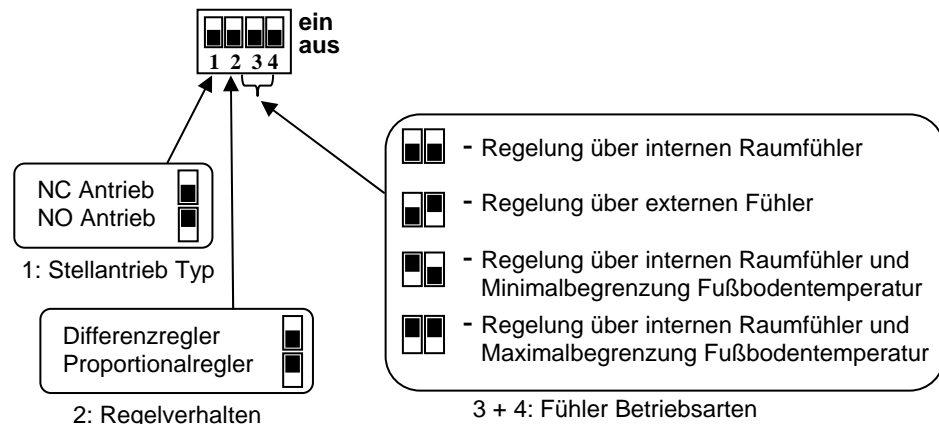 ein
aus
1 2 3 4
- Regelung über internen Raumfühler
- Regelung über externen Fühler
- Regelung über internen Raumfühler und
Minimalbegrenzung Fußbodentemperatur
- Regelung über internen Raumfühler und
Maximalbegrenzung Fußbodentemperatur
3 + 4: Fühler Betriebsarten
NC Antrieb
NO Antrieb
1: Stellantrieb Typ
Differenzregler
Proportionalregler
2: Regelverhalten